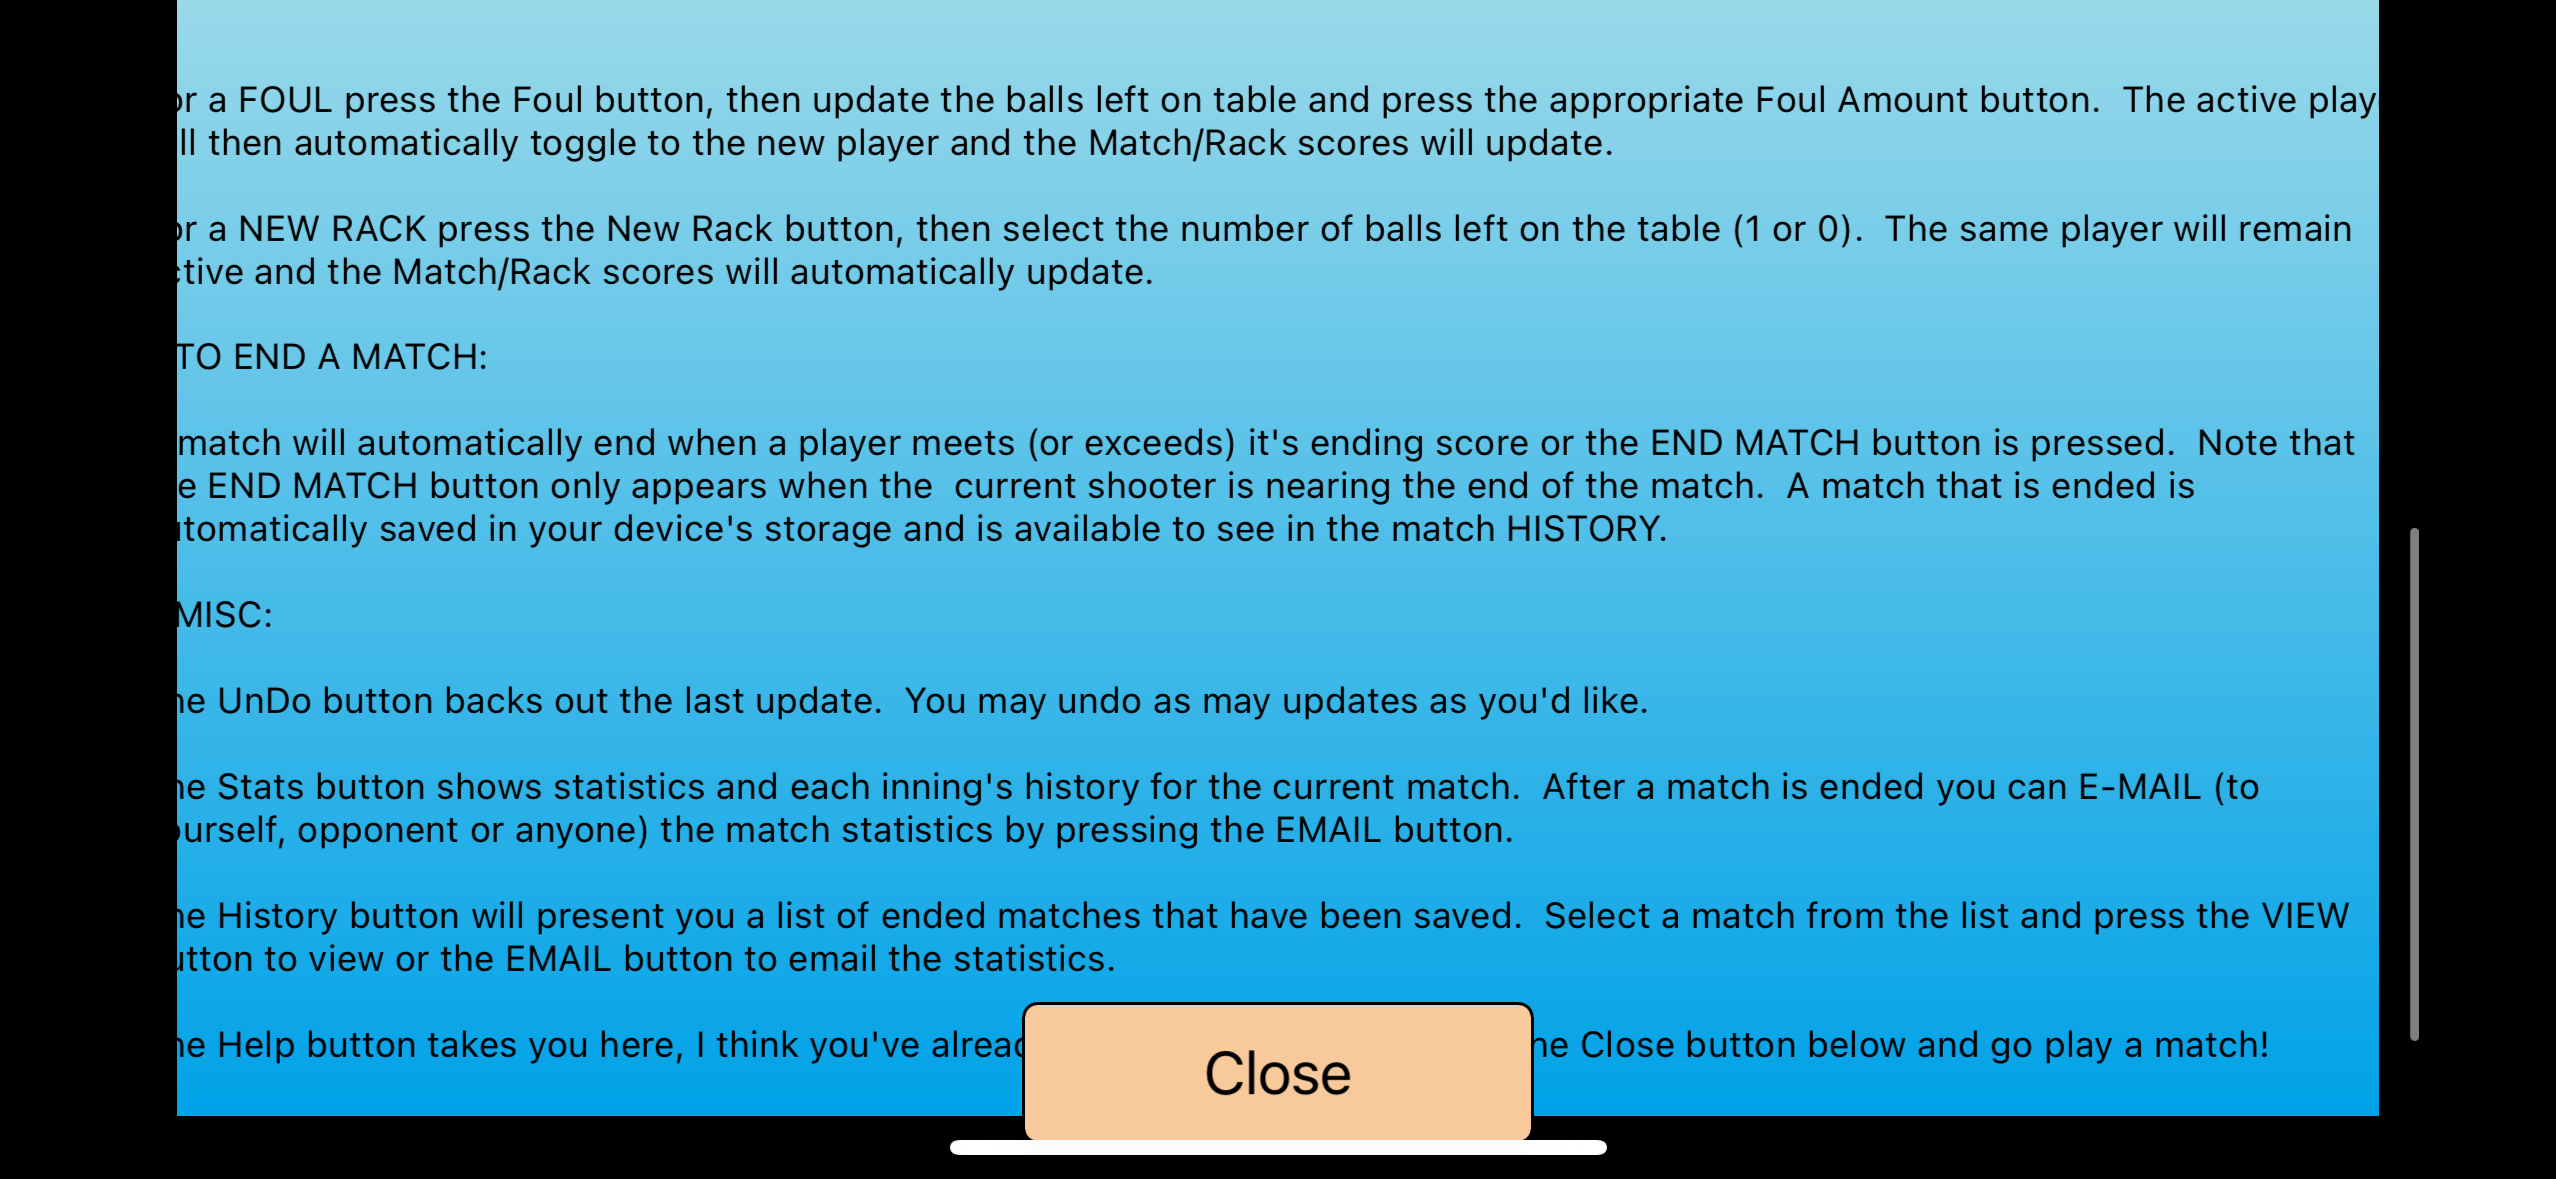 a FOUL press the Foul button, then update the balls left on table and press the appropriate Foul Amount button. The active play
then automatically toggle to the new player and the Match/Rack scores will update.
a NEW RACK press the New Rack button, then select the number of balls left on the table (1 or 0). The same player will remain
and the Match/Rack scores will automatically update.
TO END A MATCH:
match will automatically end when a player meets (or exceeds) it's ending score or the END MATCH button is pressed. Note that
END MATCH button only appears when the current shooter is nearing the end of the match. A match that is ended is
saved in your device's storage and is available to see in the match HISTORY.
MISC:
UnDo button backs out the last update. You may undo as may updates as you'd like.
Stats button shows statistics and each inning's history for the current match. After a match is ended you can E-MAIL (to
opponent or anyone) the match statistics by pressing the EMAIL button.
History button will present you a list of ended matches that have been saved. Select a match from the list and press the VIEW
to view or the EMAIL button to email the statistics.
Help button takes you here, I think you've Close button below and go play a match!
Close